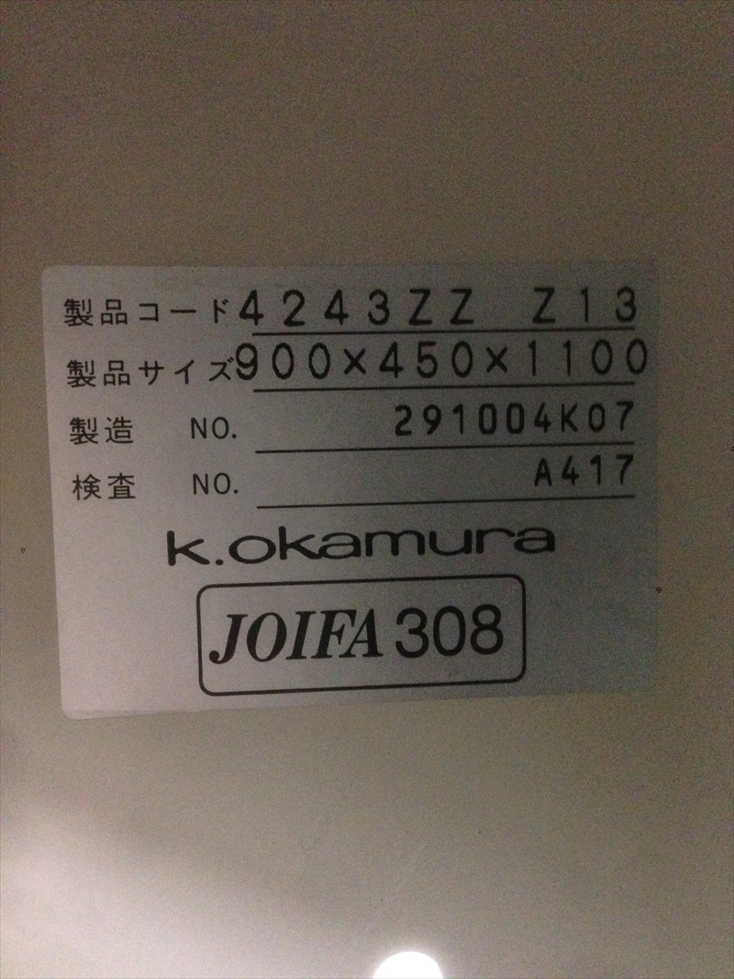 製品コード 4243ZZ Z13
製品サイズ 900×450×1100
製造 NO. 291004K07
検査 NO. A417
k.okamura
JOIFA 308